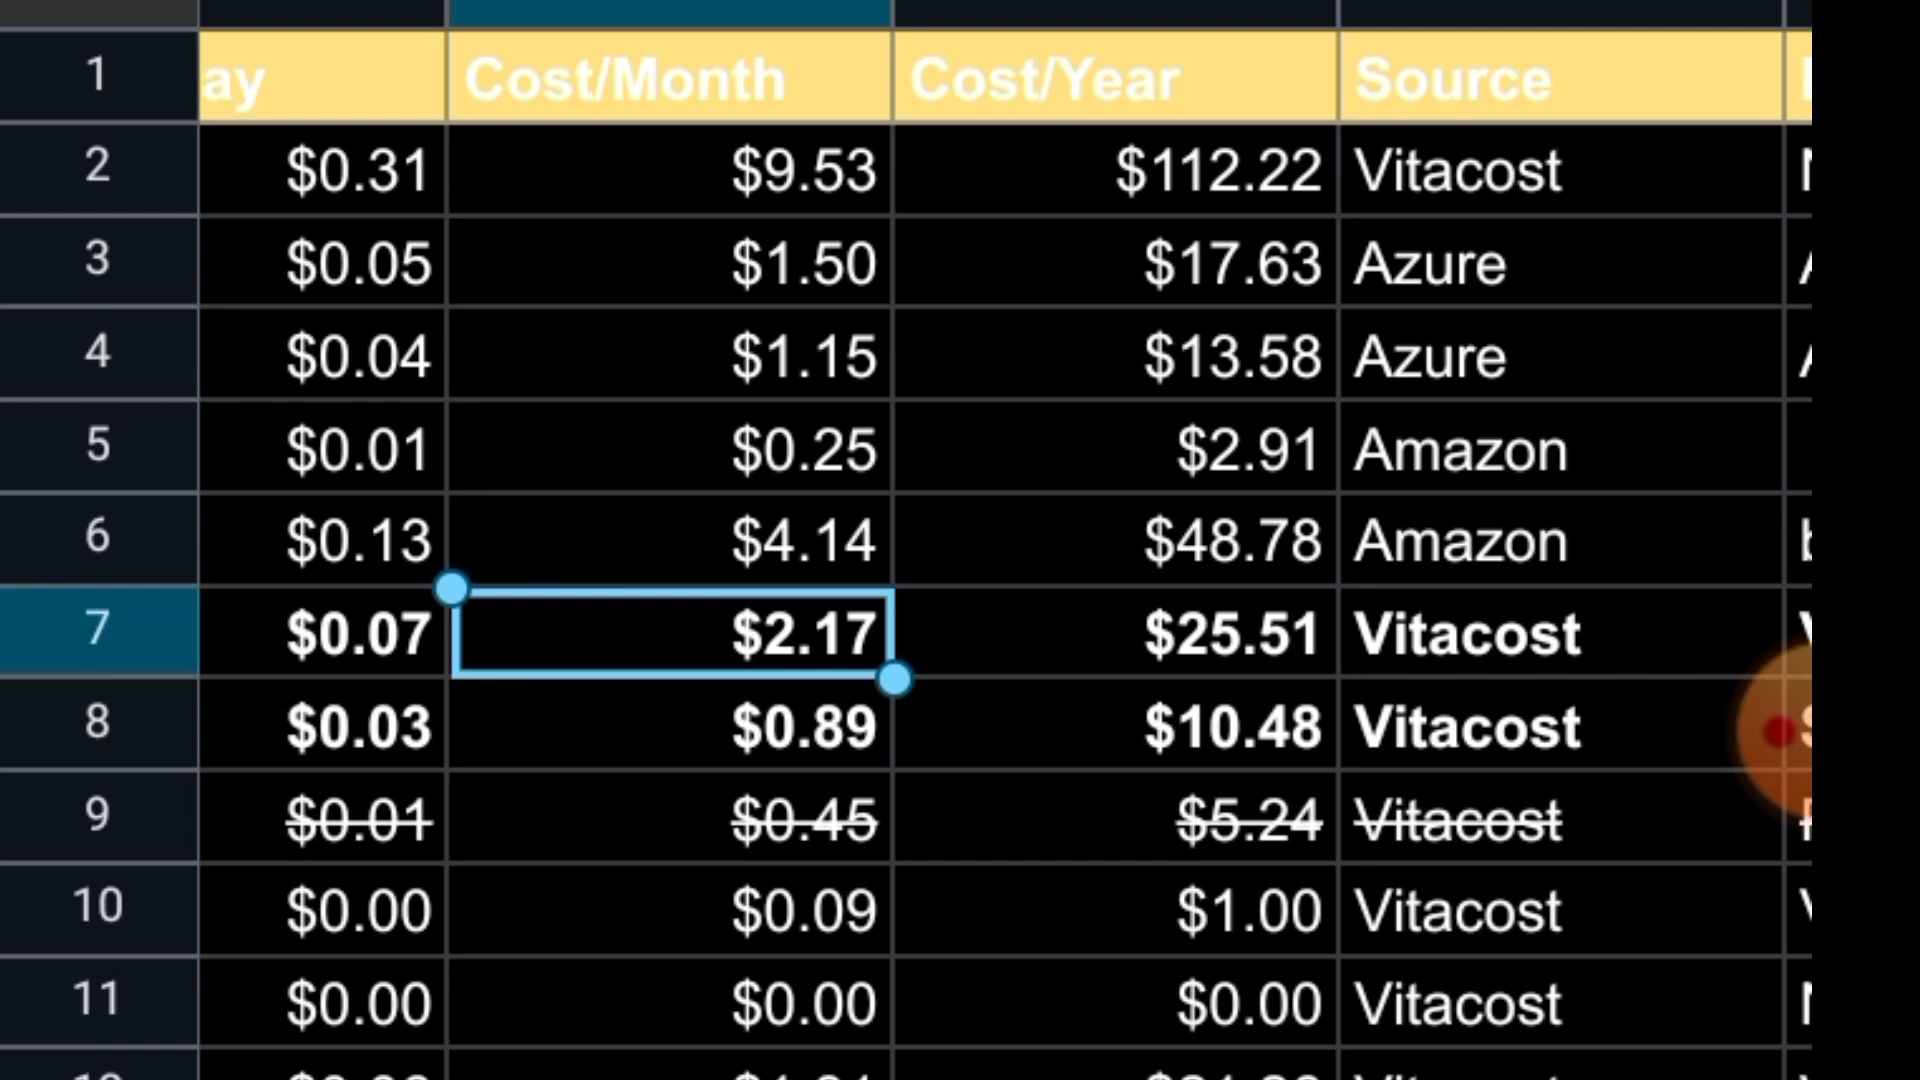 1 ay Cost/Month Cost/Year Source
2 $0.31 $9.53 $112.22 Vitacost
3 $0.05 $1.50 $17.63 Azure
4 $0.04 $1.15 $13.58 Azure
5 $0.01 $0.25 $2.91 Amazon
6 $0.13 $4.14 $48.78 Amazon
7 $0.07 $2.17 $25.51 Vitacost
8 $0.03 $0.89 $10.48 Vitacost
9 $0.01 $0.45 $5.24 Vitacost
10 $0.00 $0.09 $1.00 Vitacost
11 $0.00 $0.00 $0.00 Vitacost